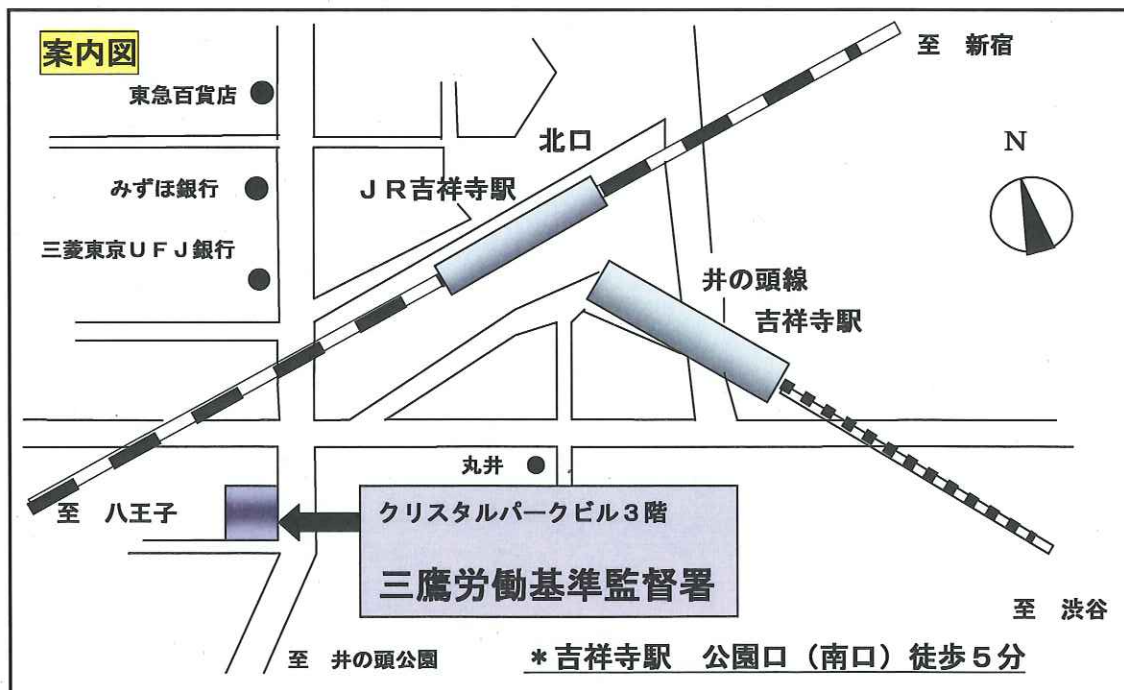 案内図
至 新宿
東急百貨店
北口
N
みずほ銀行
JR吉祥寺駅
三菱東京UFJ銀行
井の頭線
吉祥寺駅
丸井
至 八王子
クリスタルパークビル3階
三鷹労働基準監督署
至 渋谷
至 井の頭公園
*吉祥寺駅 公園口(南口)徒歩5分